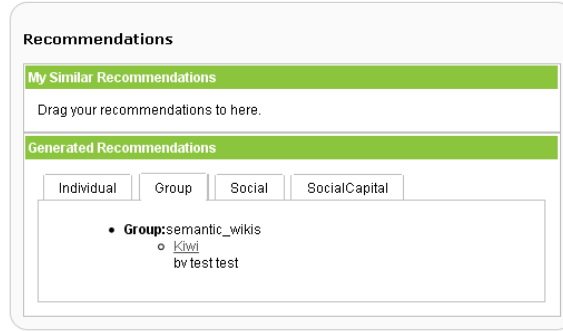 Recommendations
My Similar Recommendations
Drag your recommendations to here.
Generated Recommendations
Individual Group Social SocialCapital
Group:semantic_wikis
Kiwi
by test test